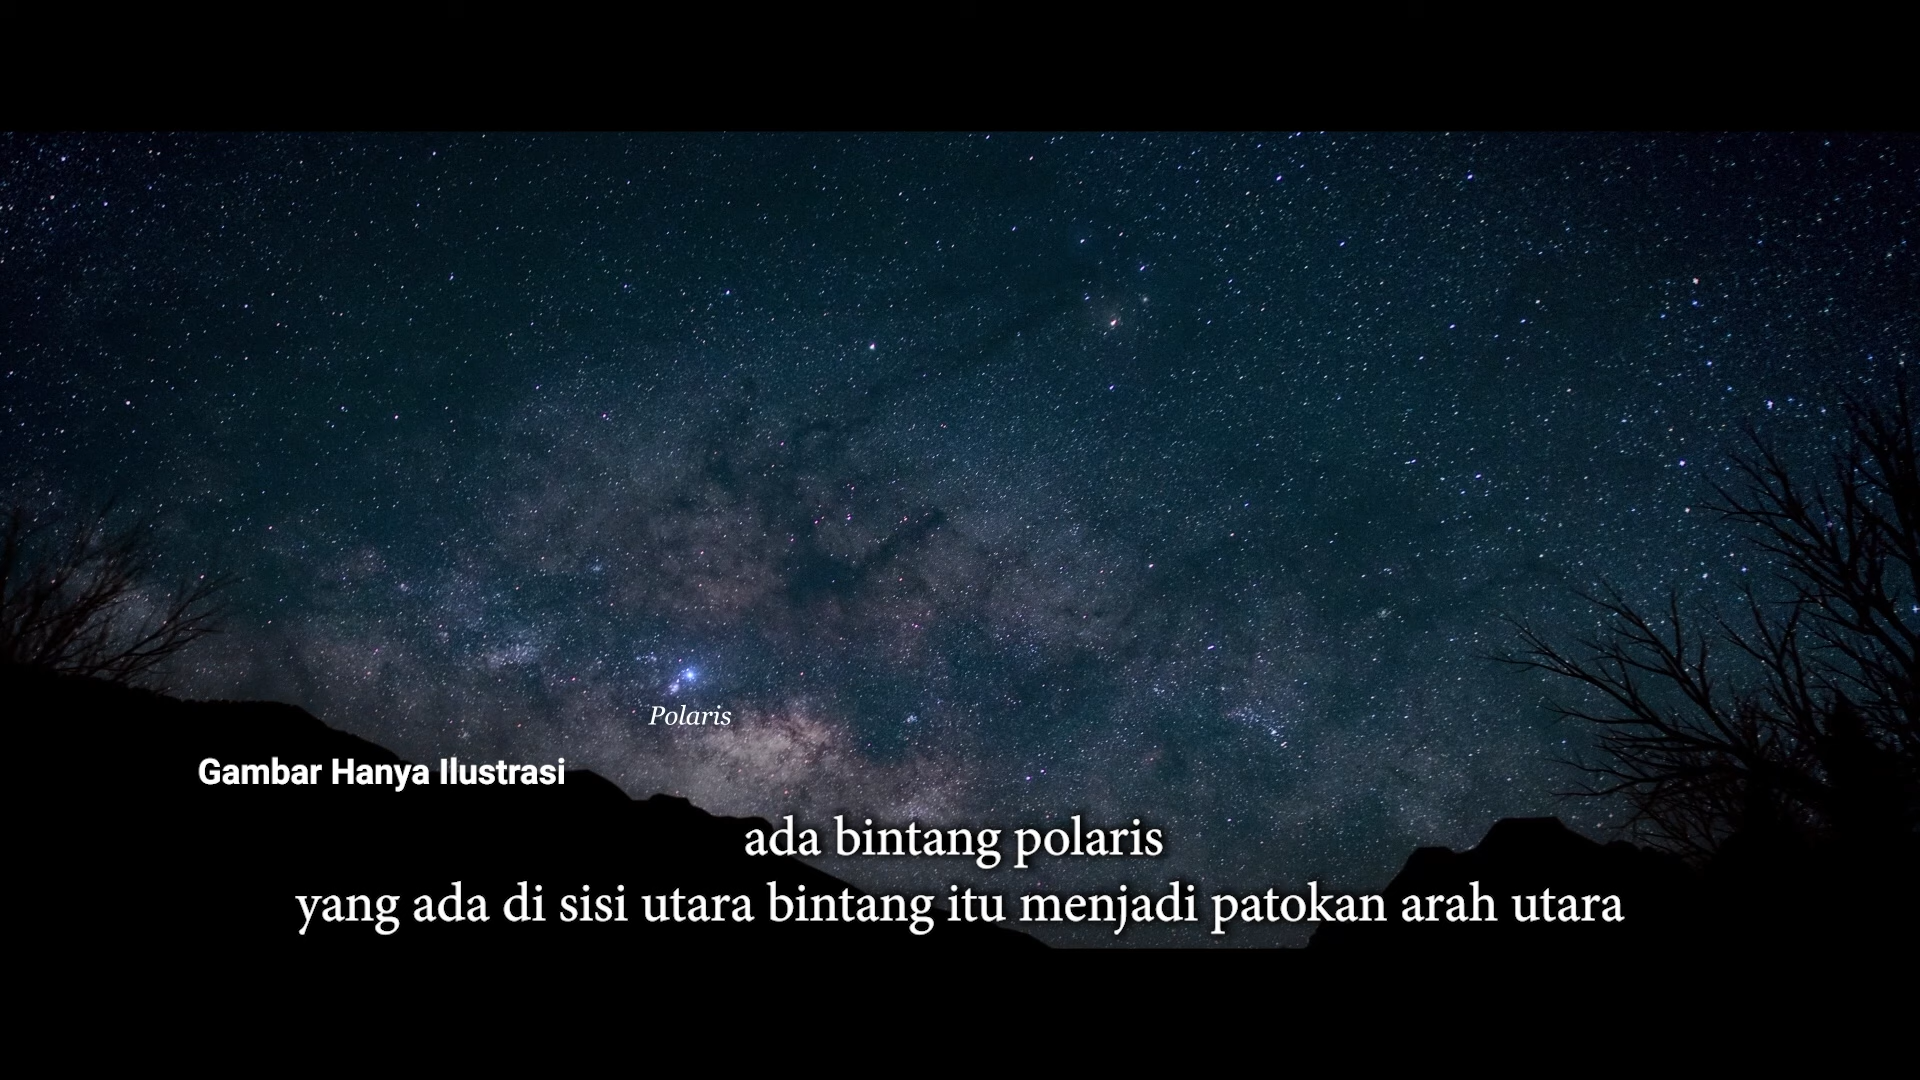 Polaris
Gambar Hanya Ilustrasi
ada bintang polaris
yang ada di sisi utara bintang itu menjadi patokan arah utara